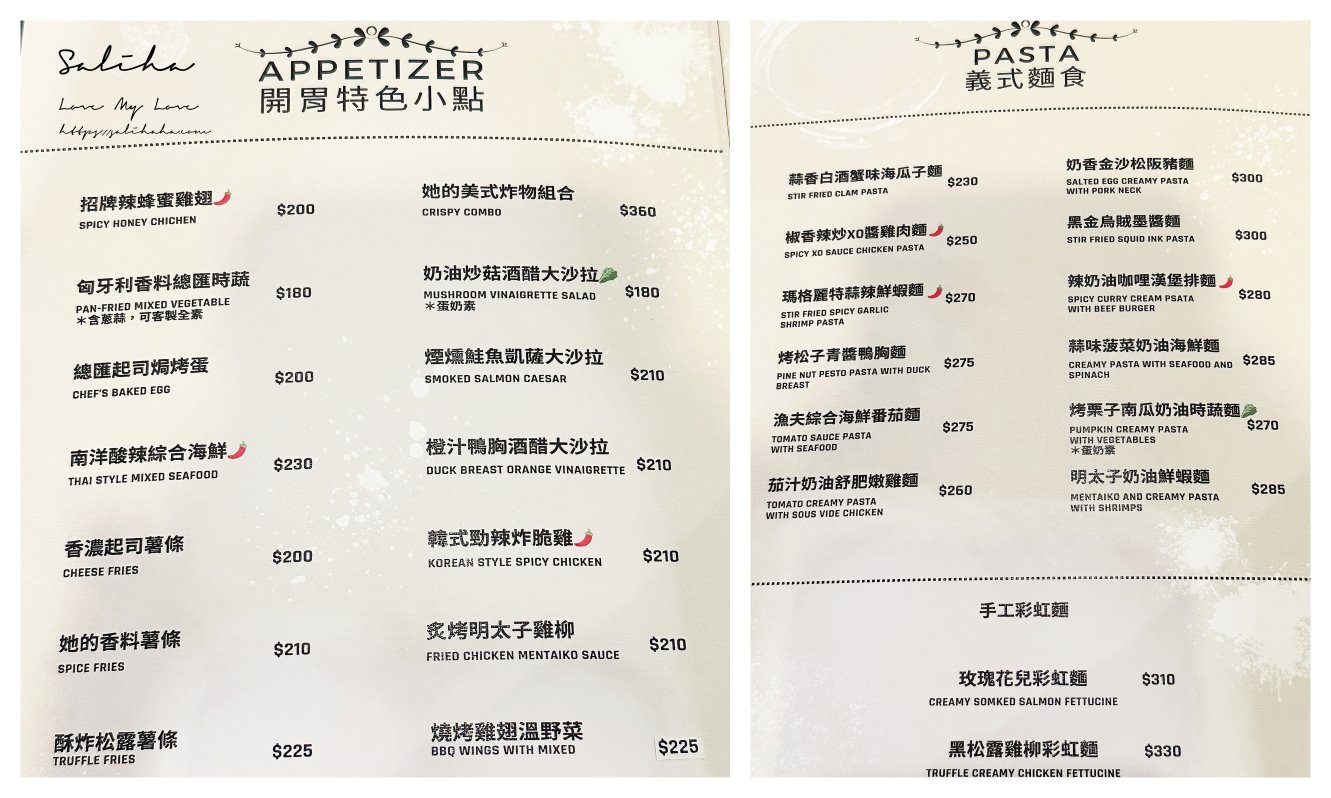 Saliha
Love My Love
APPETIZER
開胃特色小點
招牌辣蜂蜜雞翅
SPICY HONEY CHICHEN
$200
匈牙利香料總匯時蔬
PAN-FRIED MIXED VEGETABLE
＊含蔥蒜，可客製全素
$180
總匯起司焗烤蛋
CHEF'S BAKED EGG
$200
南洋酸辣綜合海鮮
THAI STYLE MIXED SEAFOOD
$230
香濃起司薯條
CHEESE FRIES
$200
她的香料薯條
SPICE FRIES
$210
酥炸松露薯條
TRUFFLE FRIES
$225
她的美式炸物組合
CRISPY COMBO
$360
奶油炒菇酒醋大沙拉
MUSHROOM VINAIGRETTE SALAD
＊蛋奶素
$180
煙燻鮭魚凱薩大沙拉
SMOKED SALMON CAESAR
$210
橙汁鴨胸酒醋大沙拉
DUCK BREAST ORANGE VINAIGRETTE
$210
韓式勁辣炸脆雞
KOREAN STYLE SPICY CHICKEN
$210
炙烤明太子雞柳
FRIED CHICKEN MENTAIKO SAUCE
$210
燒烤雞翅溫野菜
BBQ WINGS WITH MIXED
$225
PASTA
義式麵食
蒜香白酒蟹味海瓜子麵
STIR FRIED CLAM PASTA
$230
椒香辣炒XO醬雞肉麵
SPICY XO SAUCE CHICKEN PASTA
$250
瑪格麗特蒜辣鮮蝦麵
STIR FRIED SPICY GARLIC
SHRIMP PASTA
$270
烤松子青醬鴨胸麵
PINE NUT PESTO PASTA WITH DUCK
BREAST
$275
漁夫綜合海鮮番茄麵
TOMATO SAUCE PASTA
WITH SEAFOOD
$275
茄汁奶油舒肥嫩雞麵
TOMATO CREAMY PASTA
WITH SOUS VIDE CHICKEN
$260
奶香金沙松阪豬麵
SALTED EGG CREAMY PASTA
WITH PORK NECK
$300
黑金烏賊墨醬麵
STIR FRIED SQUID INK PASTA
$300
辣奶油咖哩漢堡排麵
SPICY CURRY CREAM PSATA
WITH BEEF BURGER
$280
蒜味菠菜奶油海鮮麵
CREAMY PASTA WITH SEAFOOD AND
SPINACH
$285
烤栗子南瓜奶油時蔬麵
PUMPKIN CREAMY PASTA
WITH VEGETABLES
＊蛋奶素
$270
明太子奶油鮮蝦麵
MENTAIKO AND CREAMY PASTA
WITH SHRIMPS
$285
手工彩虹麵
玫瑰花兒彩虹麵
CREAMY SOMKED SALMON FETTUCINE
$310
黑松露雞柳彩虹麵
TRUFFLE CREAMY CHICKEN FETTUCINE
$330